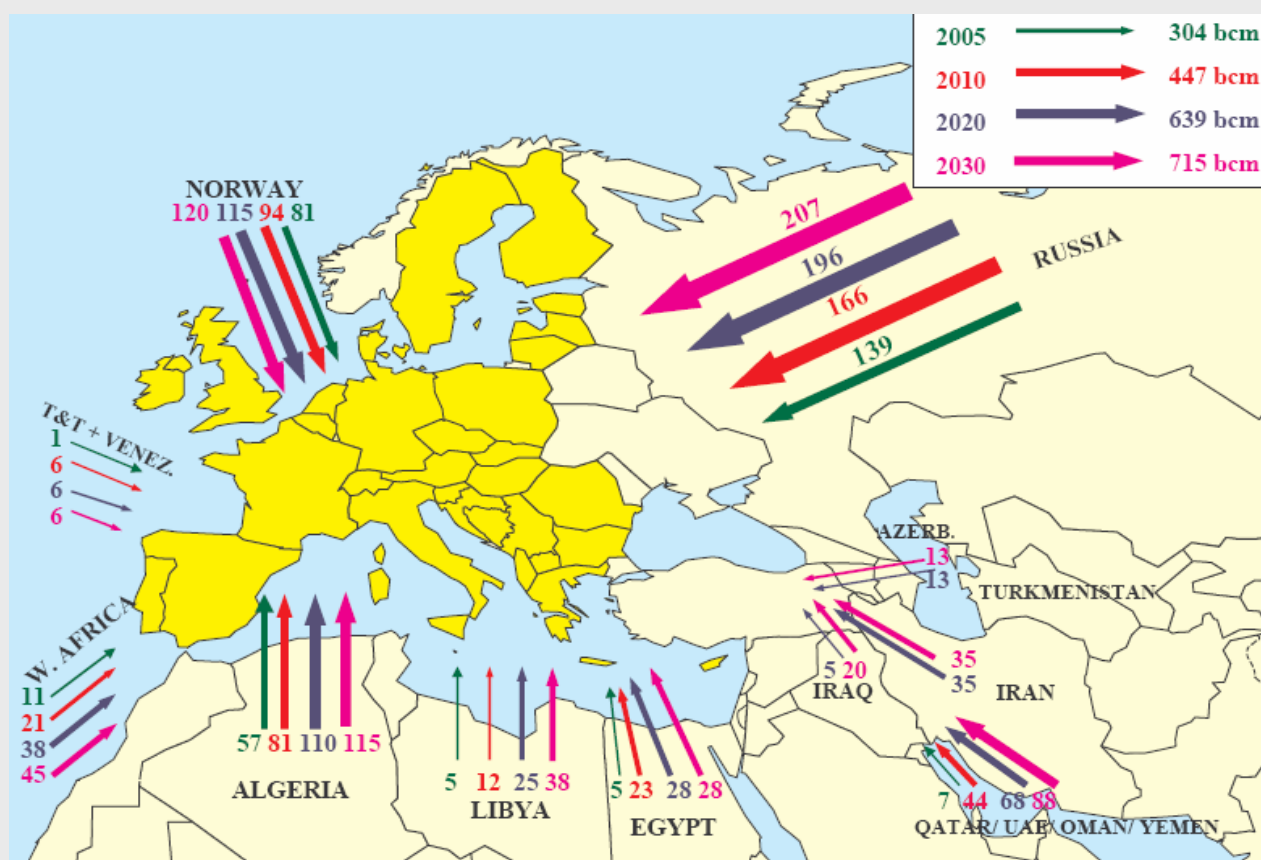 2005 304 bcm
2010 447 bcm
2020 639 bcm
2030 715 bcm
NORWAY
120 115 94 81
207
196
166
139
RUSSIA
T&T + VENEZ.
1
6
6
6
AZERB.
13
13
TURKMENISTAN
W. AFRICA
11
21
38
45
5 20
IRAQ
35
35
IRAN
57 81 110 115
ALGERIA
5 12 25 38
LIBYA
5 23 28 28
EGYPT
7 44 68 88
QATAR/ UAE/ OMAN/ YEMEN